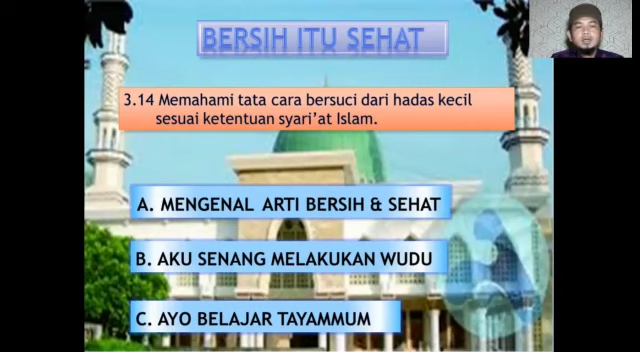 BERSIH ITU SEHAT
3.14 Memahami tata cara bersuci dari hadas kecil
sesuai ketentuan syari'at Islam.
A. MENGENAL ARTI BERSIH & SEHAT
B. AKU SENANG MELAKUKAN WUDU
C. AYO BELAJAR TAYAMMUM